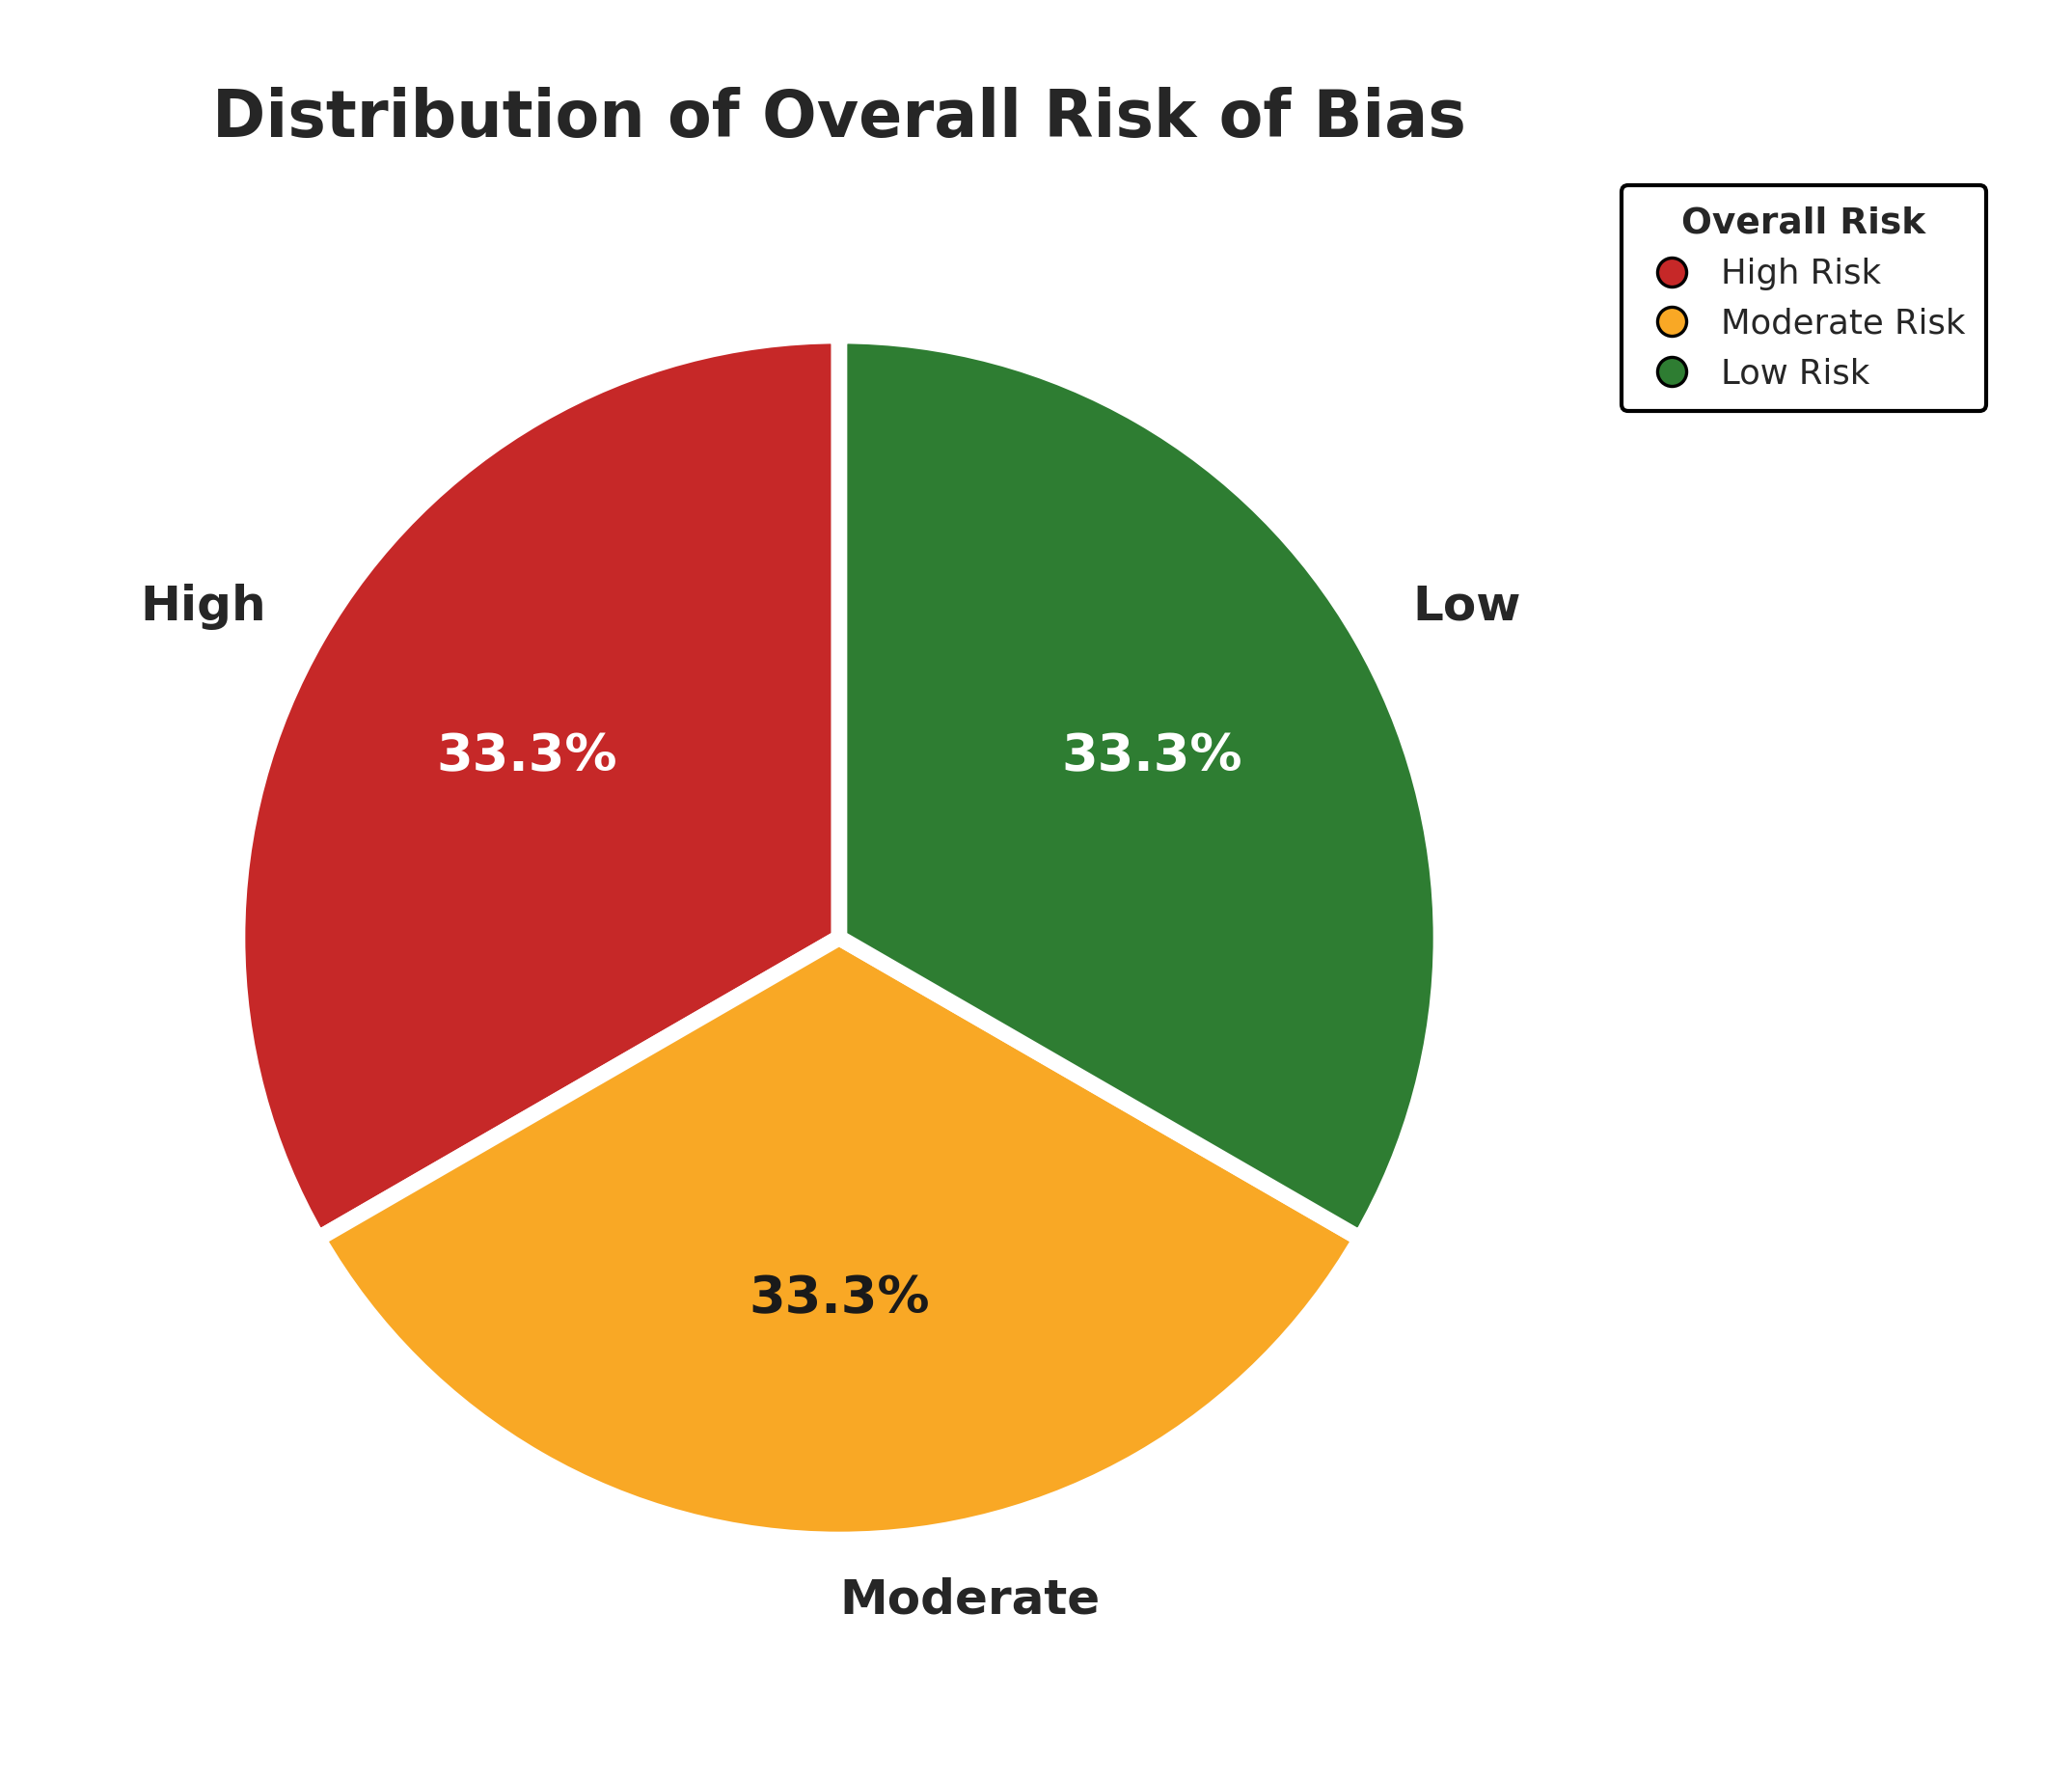 Distribution of Overall Risk of Bias
Overall Risk
High Risk
Moderate Risk
Low Risk
High
Low
33.3%
33.3%
33.3%
Moderate